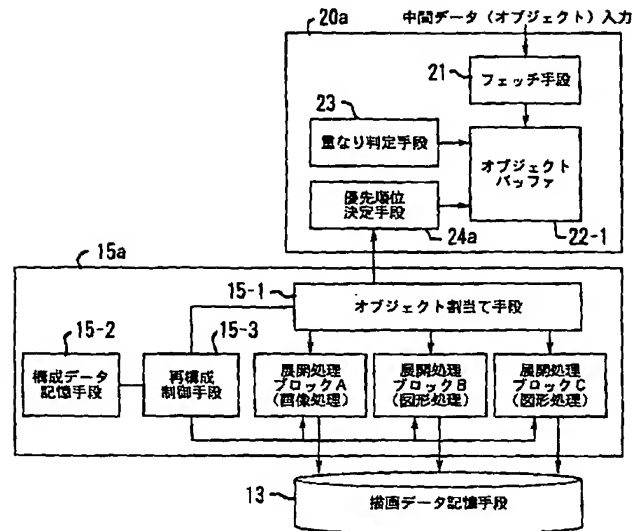 20a
中間データ（オブジェクト）入力
21
フェッチ手段
23
重なり判定手段
オブジェクト
バッファ
優先順位
決定手段
24a
22-1
15a
15-1
オブジェクト割当て手段
15-2
15-3
構成データ
記憶手段
再構成
制御手段
展開処理
ブロックA
(画像処理)
展開処理
ブロックB
(図形処理)
展開処理
ブロックC
(図形処理)
13
描画データ記憶手段